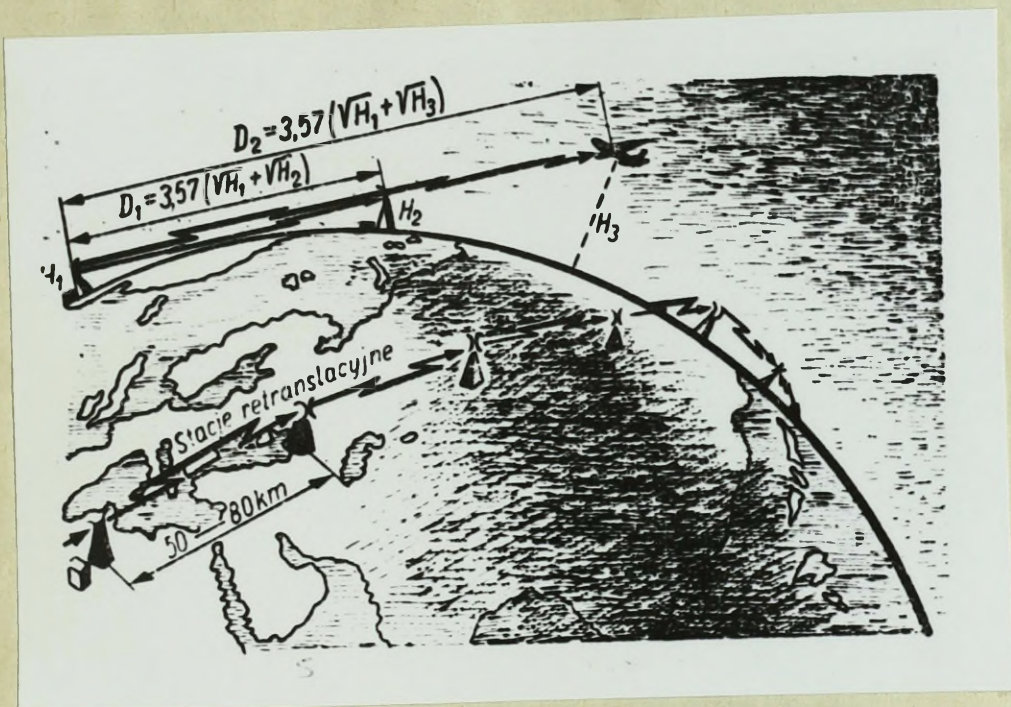 D₂=3,57(√H₁+√H₃)
D₁=3,57(√H₁+√H₂)
H₁
H₂
H₃
Stacje retranslacyjne
50 80km